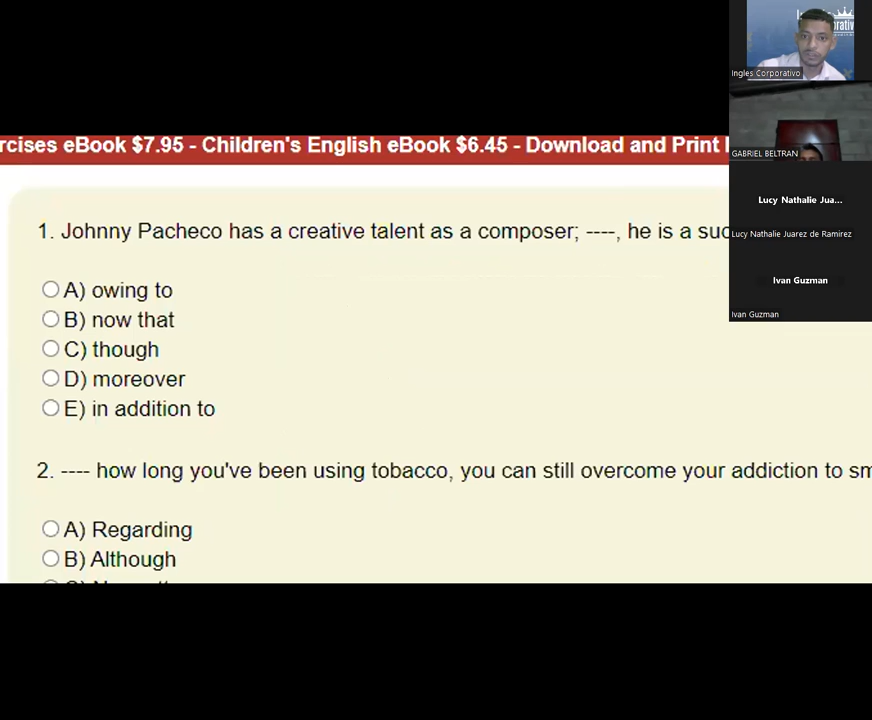 rcises eBook $7.95 - Children's English eBook $6.45 - Download and Print
1. Johnny Pacheco has a creative talent as a composer; ----, he is a suc
A) owing to
B) now that
C) though
D) moreover
E) in addition to
2. ---- how long you've been using tobacco, you can still overcome your addiction to sm
A) Regarding
B) Although
Ingles Corporativo
GABRIEL BELTRAN
Lucy Nathalie Jua...
Lucy Nathalie Juarez de Ramirez
Ivan Guzman
Ivan Guzman